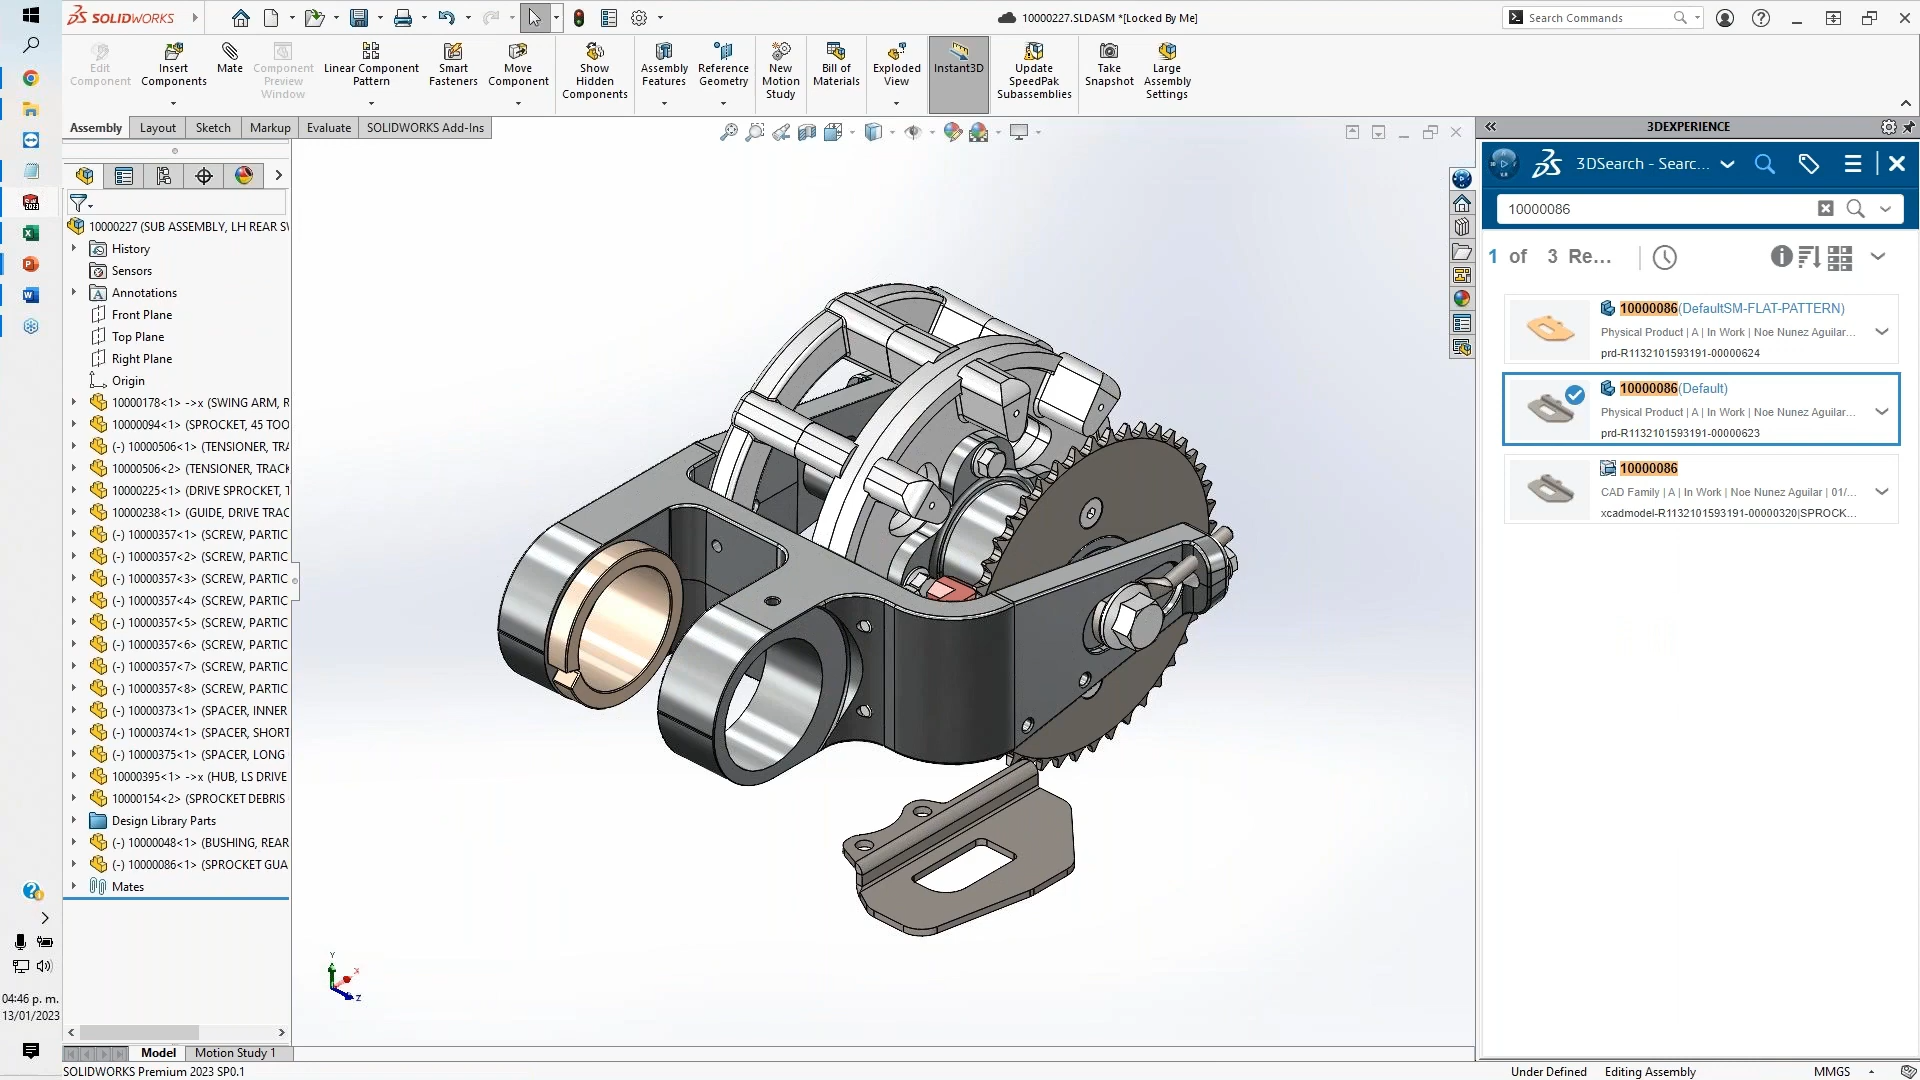 SOLIDWORKS
10000227.SLDASM *[Locked By Me]
Search Commands
Edit Component
Insert Components
Mate
Component Preview Window
Linear Component Pattern
Smart Fasteners
Move Component
Show Hidden Components
Assembly Features
Reference Geometry
New Motion Study
Bill of Materials
Exploded View
Instant3D
Update SpeedPak Subassemblies
Take Snapshot
Large Assembly Settings
Assembly
Layout
Sketch
Markup
Evaluate
SOLIDWORKS Add-Ins
10000227 (SUB ASSEMBLY, LH REAR SV
History
Sensors
Annotations
Front Plane
Top Plane
Right Plane
Origin
10000178<1> ->x (SWING ARM, R
10000094<1> (SPROCKET, 45 TOO
(-) 10000506<1> (TENSIONER, TRA
10000506<2> (TENSIONER, TRACK
10000225<1> (DRIVE SPROCKET, T
10000238<1> (GUIDE, DRIVE TRAC
(-) 10000357<1> (SCREW, PARTIC
(-) 10000357<2> (SCREW, PARTIC
(-) 10000357<3> (SCREW, PARTIC
(-) 10000357<4> (SCREW, PARTIC
(-) 10000357<5> (SCREW, PARTIC
(-) 10000357<6> (SCREW, PARTIC
(-) 10000357<7> (SCREW, PARTIC
(-) 10000357<8> (SCREW, PARTIC
(-) 10000373<1> (SPACER, INNER
(-) 10000374<1> (SPACER, SHORT
(-) 10000375<1> (SPACER, LONG
10000395<1> ->x (HUB, LS DRIVE
10000154<2> (SPROCKET DEBRIS
Design Library Parts
(-) 10000048<1> (BUSHING, REAR
(-) 10000086<1> (SPROCKET GUA
Mates
Y
X
Z
Model
Motion Study 1
SOLIDWORKS Premium 2023 SP0.1
Under Defined
Editing Assembly
MMGS
04:46 p. m.
13/01/2023
3DEXPERIENCE
3DSearch - Searc...
10000086
1 of 3 Re...
10000086(DefaultSM-FLAT-PATTERN)
Physical Product | A | In Work | Noe Nunez Aguilar...
prd-R1132101593191-00000624
10000086(Default)
Physical Product | A | In Work | Noe Nunez Aguilar...
prd-R1132101593191-00000623
10000086
CAD Family | A | In Work | Noe Nunez Aguilar | 01/...
xcadmodel-R1132101593191-00000320|SPROCK...